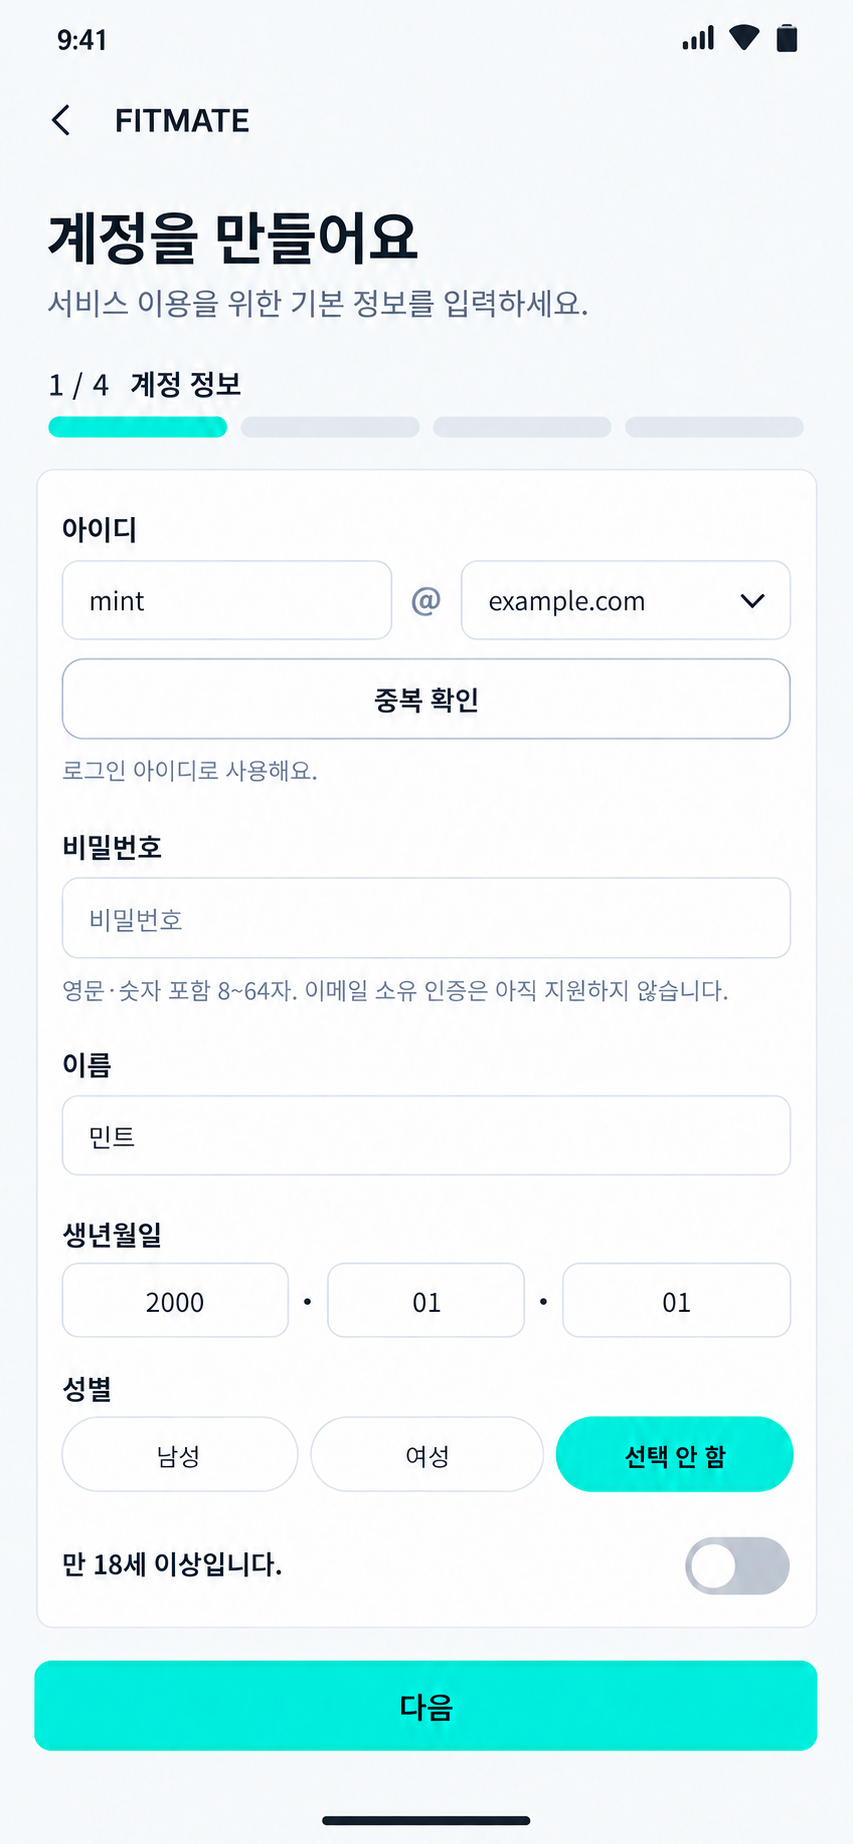 9:41
FITMATE
계정을 만들어요
서비스 이용을 위한 기본 정보를 입력하세요.
1 / 4 계정 정보
아이디
mint @ example.com
중복 확인
로그인 아이디로 사용해요.
비밀번호
비밀번호
영문·숫자 포함 8~64자. 이메일 소유 인증은 아직 지원하지 않습니다.
이름
민트
생년월일
2000 · 01 · 01
성별
남성 여성 선택 안 함
만 18세 이상입니다.
다음